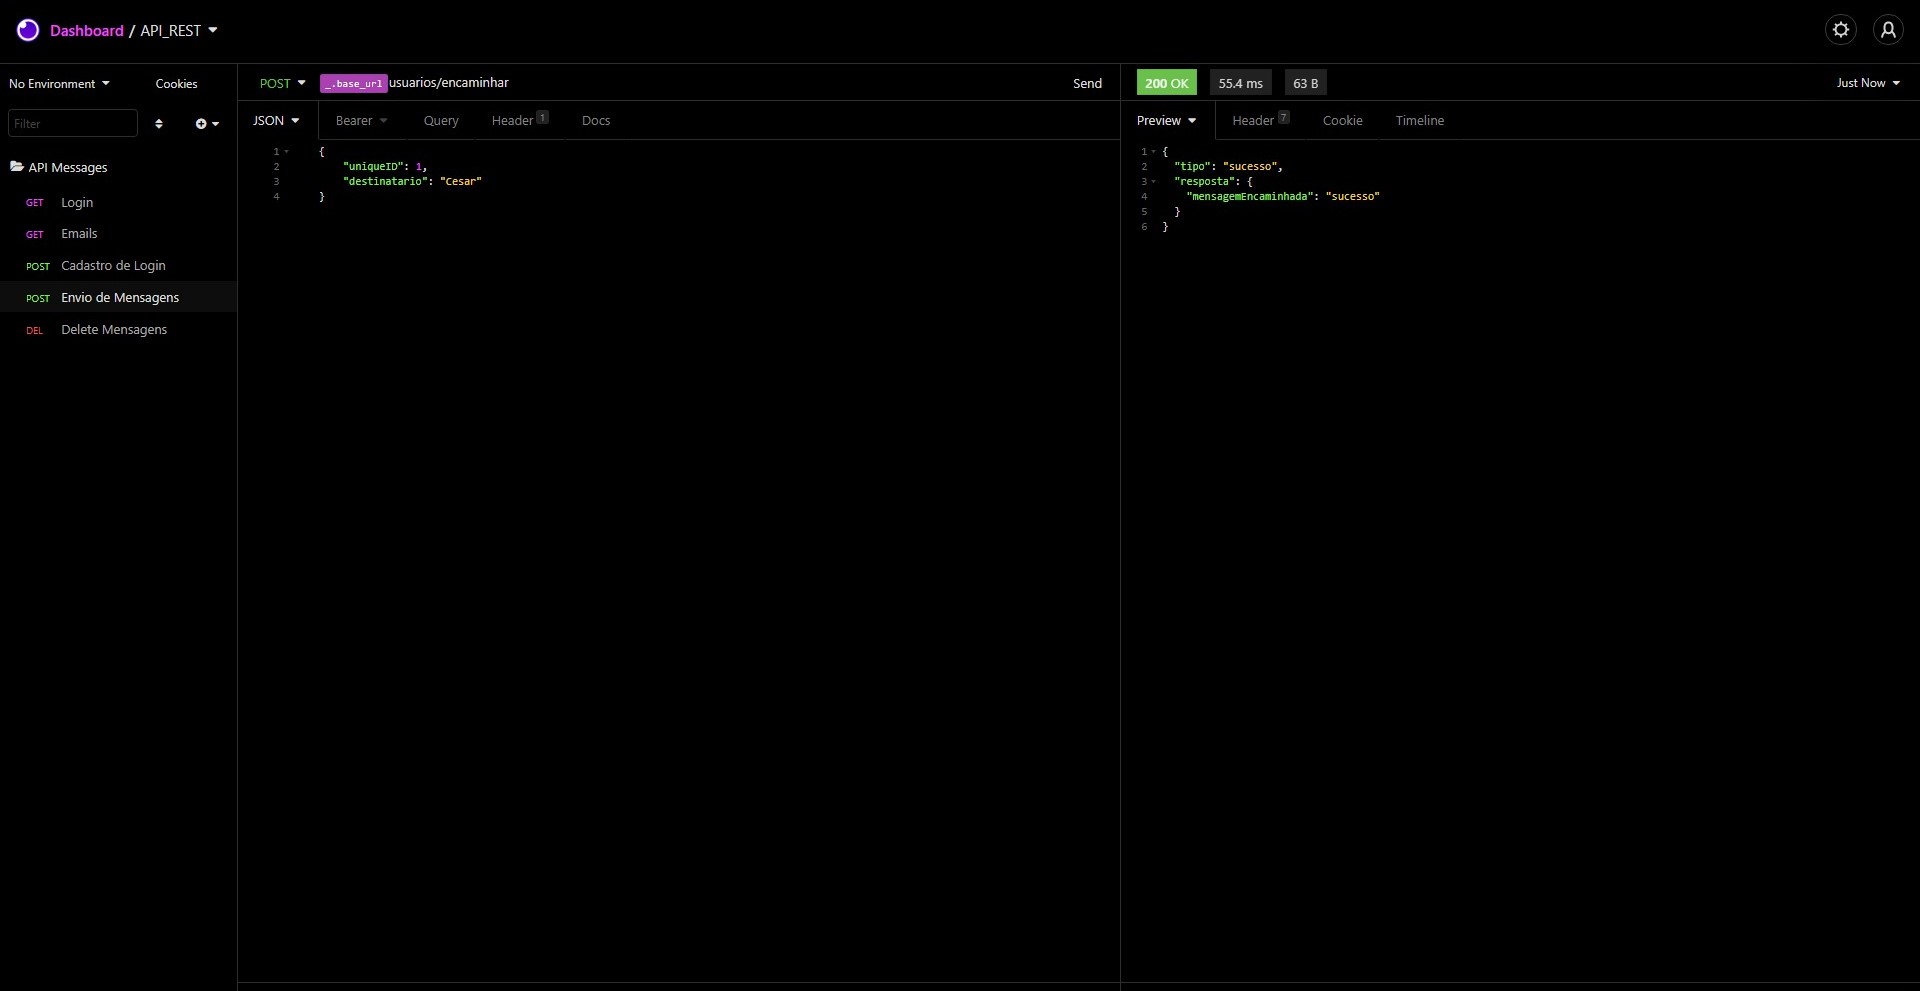 Dashboard / API_REST
No Environment
Cookies
Filter
API Messages
GET Login
GET Emails
POST Cadastro de Login
POST Envio de Mensagens
DEL Delete Mensagens
POST _.base_url usuarios/encaminhar Send
JSON Bearer Query Header 1 Docs
1 {
2 "uniqueID": 1,
3 "destinatario": "Cesar"
4 }
200 OK 55.4 ms 63 B Just Now
Preview Header 7 Cookie Timeline
1 {
2 "tipo": "sucesso",
3 "resposta": {
4 "mensagemEncaminhada": "sucesso"
5 }
6 }